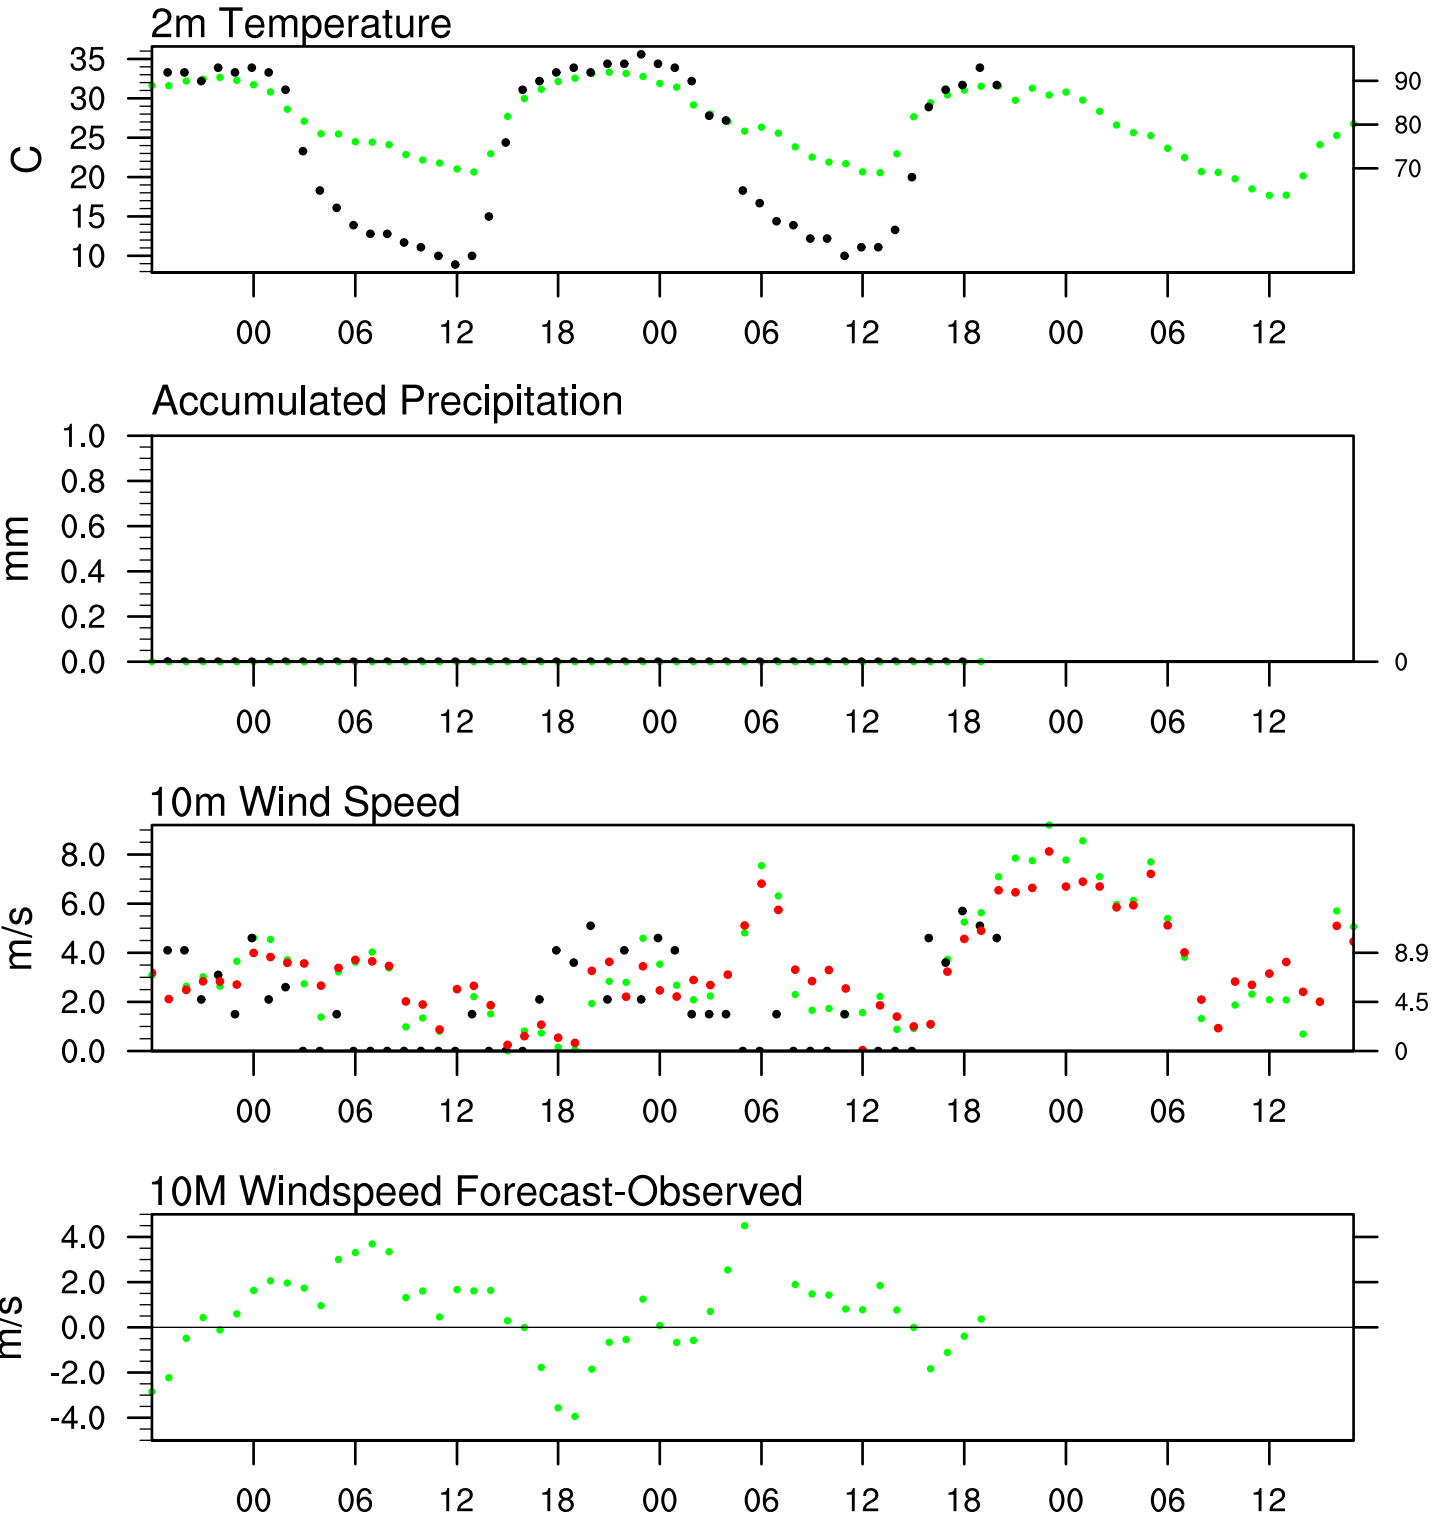 2m Temperature
35
30
25
20
15
10
C
90
80
70
00 06 12 18 00 06 12 18 00 06 12
Accumulated Precipitation
1.0
0.8
0.6
0.4
0.2
0.0
mm
0
00 06 12 18 00 06 12 18 00 06 12
10m Wind Speed
8.0
6.0
4.0
2.0
0.0
m/s
8.9
4.5
0
00 06 12 18 00 06 12 18 00 06 12
10M Windspeed Forecast-Observed
4.0
2.0
0.0
-2.0
-4.0
m/s
00 06 12 18 00 06 12 18 00 06 12